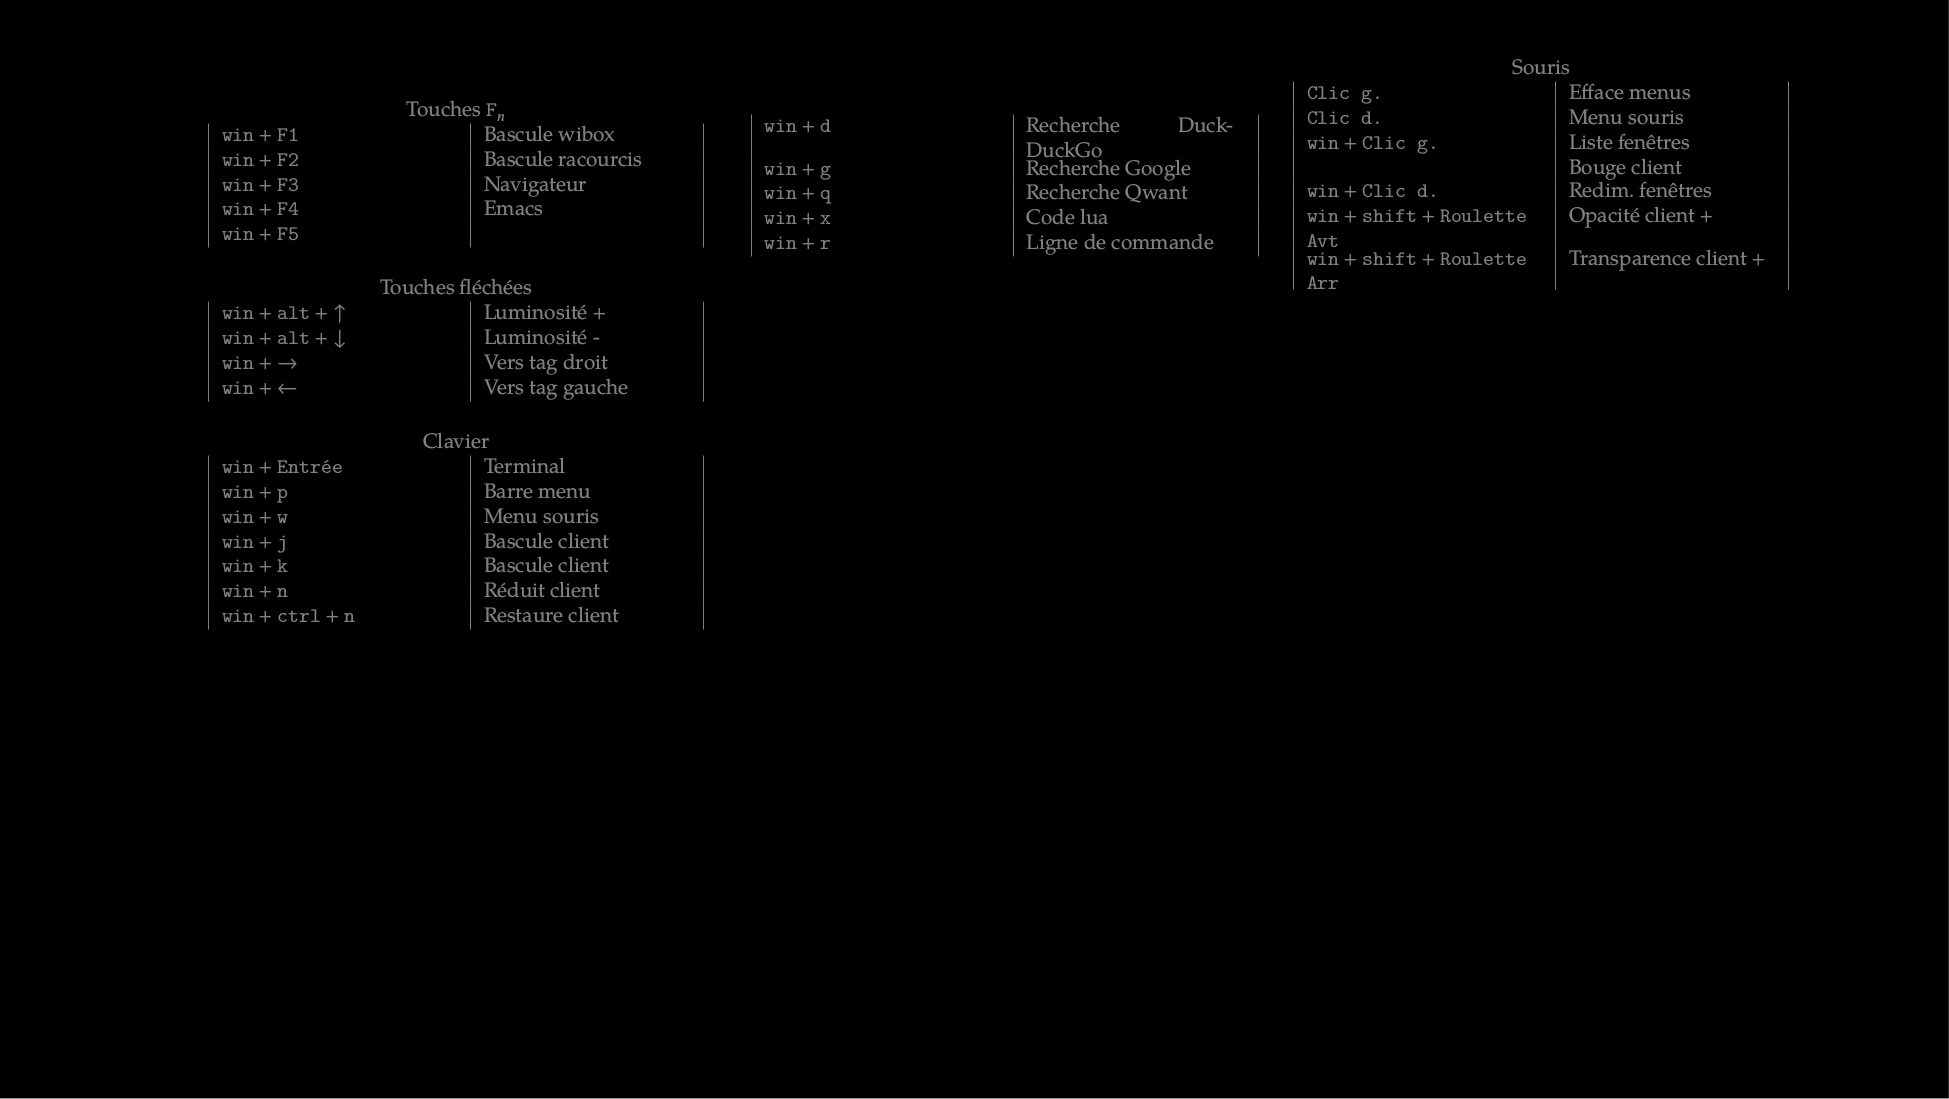 Touches Fn
win + F1 Bascule wibox
win + F2 Bascule racourcis
win + F3 Navigateur
win + F4 Emacs
win + F5
Touches fléchées
win + alt + ↑ Luminosité +
win + alt + ↓ Luminosité -
win + → Vers tag droit
win + ← Vers tag gauche
Clavier
win + Entrée Terminal
win + p Barre menu
win + w Menu souris
win + j Bascule client
win + k Bascule client
win + n Réduit client
win + ctrl + n Restaure client
win + d Recherche Duck-
DuckGo
win + g Recherche Google
win + q Recherche Qwant
win + x Code lua
win + r Ligne de commande
Souris
Clic g. Efface menus
Clic d. Menu souris
win + Clic g. Liste fenêtres
Bouge client
win + Clic d. Redim. fenêtres
win + shift + Roulette Opacité client +
Avt
win + shift + Roulette Transparence client +
Arr